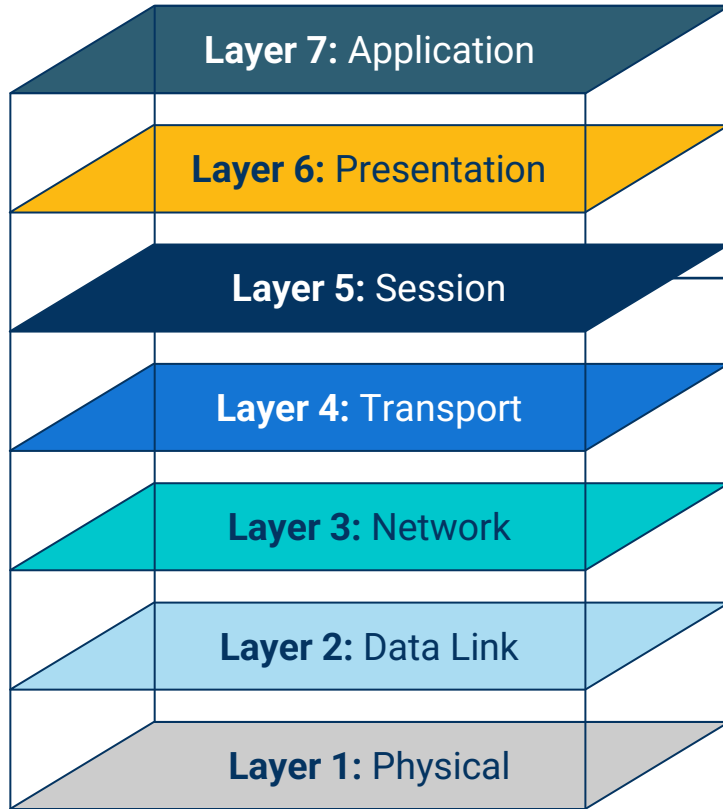 Layer 7: Application
Layer 6: Presentation
Layer 5: Session
Layer 4: Transport
Layer 3: Network
Layer 2: Data Link
Layer 1: Physical